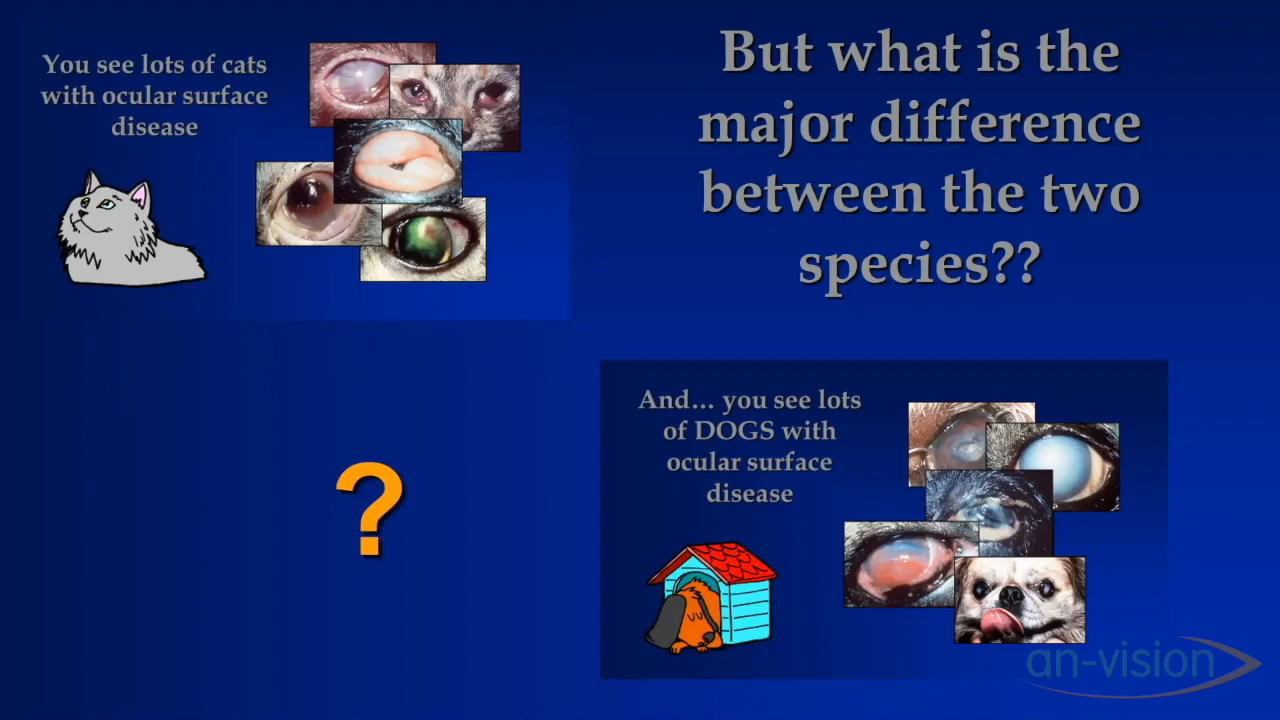 You see lots of cats
with ocular surface
disease
But what is the
major difference
between the two
species??
?
And... you see lots
of DOGS with
ocular surface
disease
an-vision